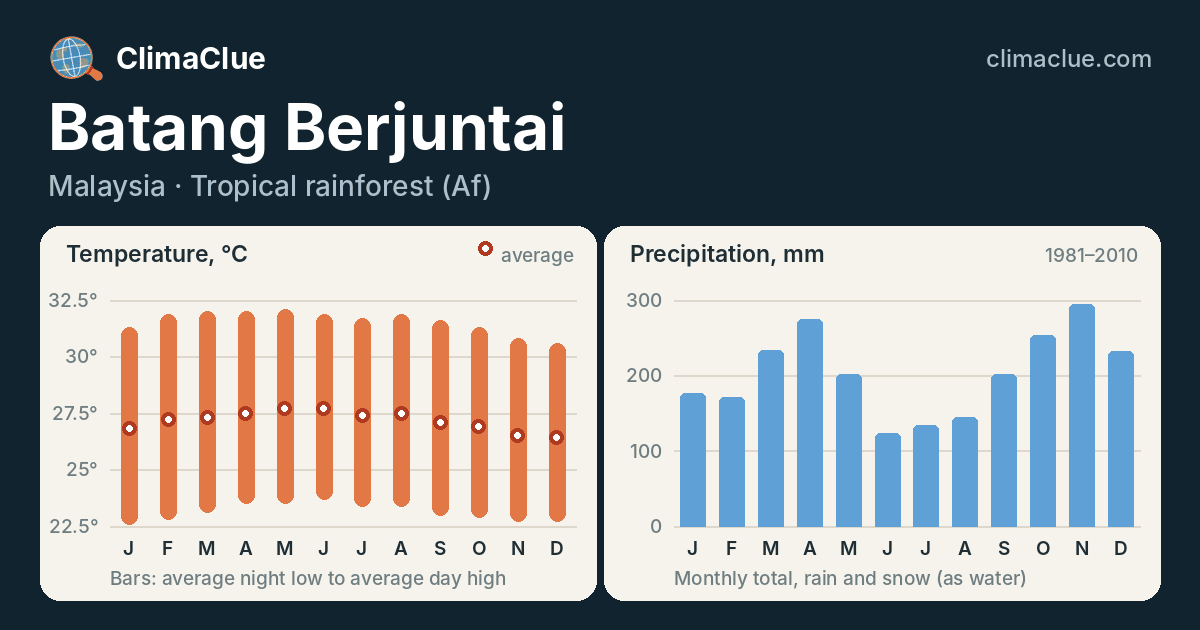 ClimaClue
climaclue.com
Batang Berjuntai
Malaysia · Tropical rainforest (Af)
Temperature, °C
average
32.5°
30°
27.5°
25°
22.5°
J F M A M J J A S O N D
Bars: average night low to average day high
Precipitation, mm
1981–2010
300
200
100
0
J F M A M J J A S O N D
Monthly total, rain and snow (as water)